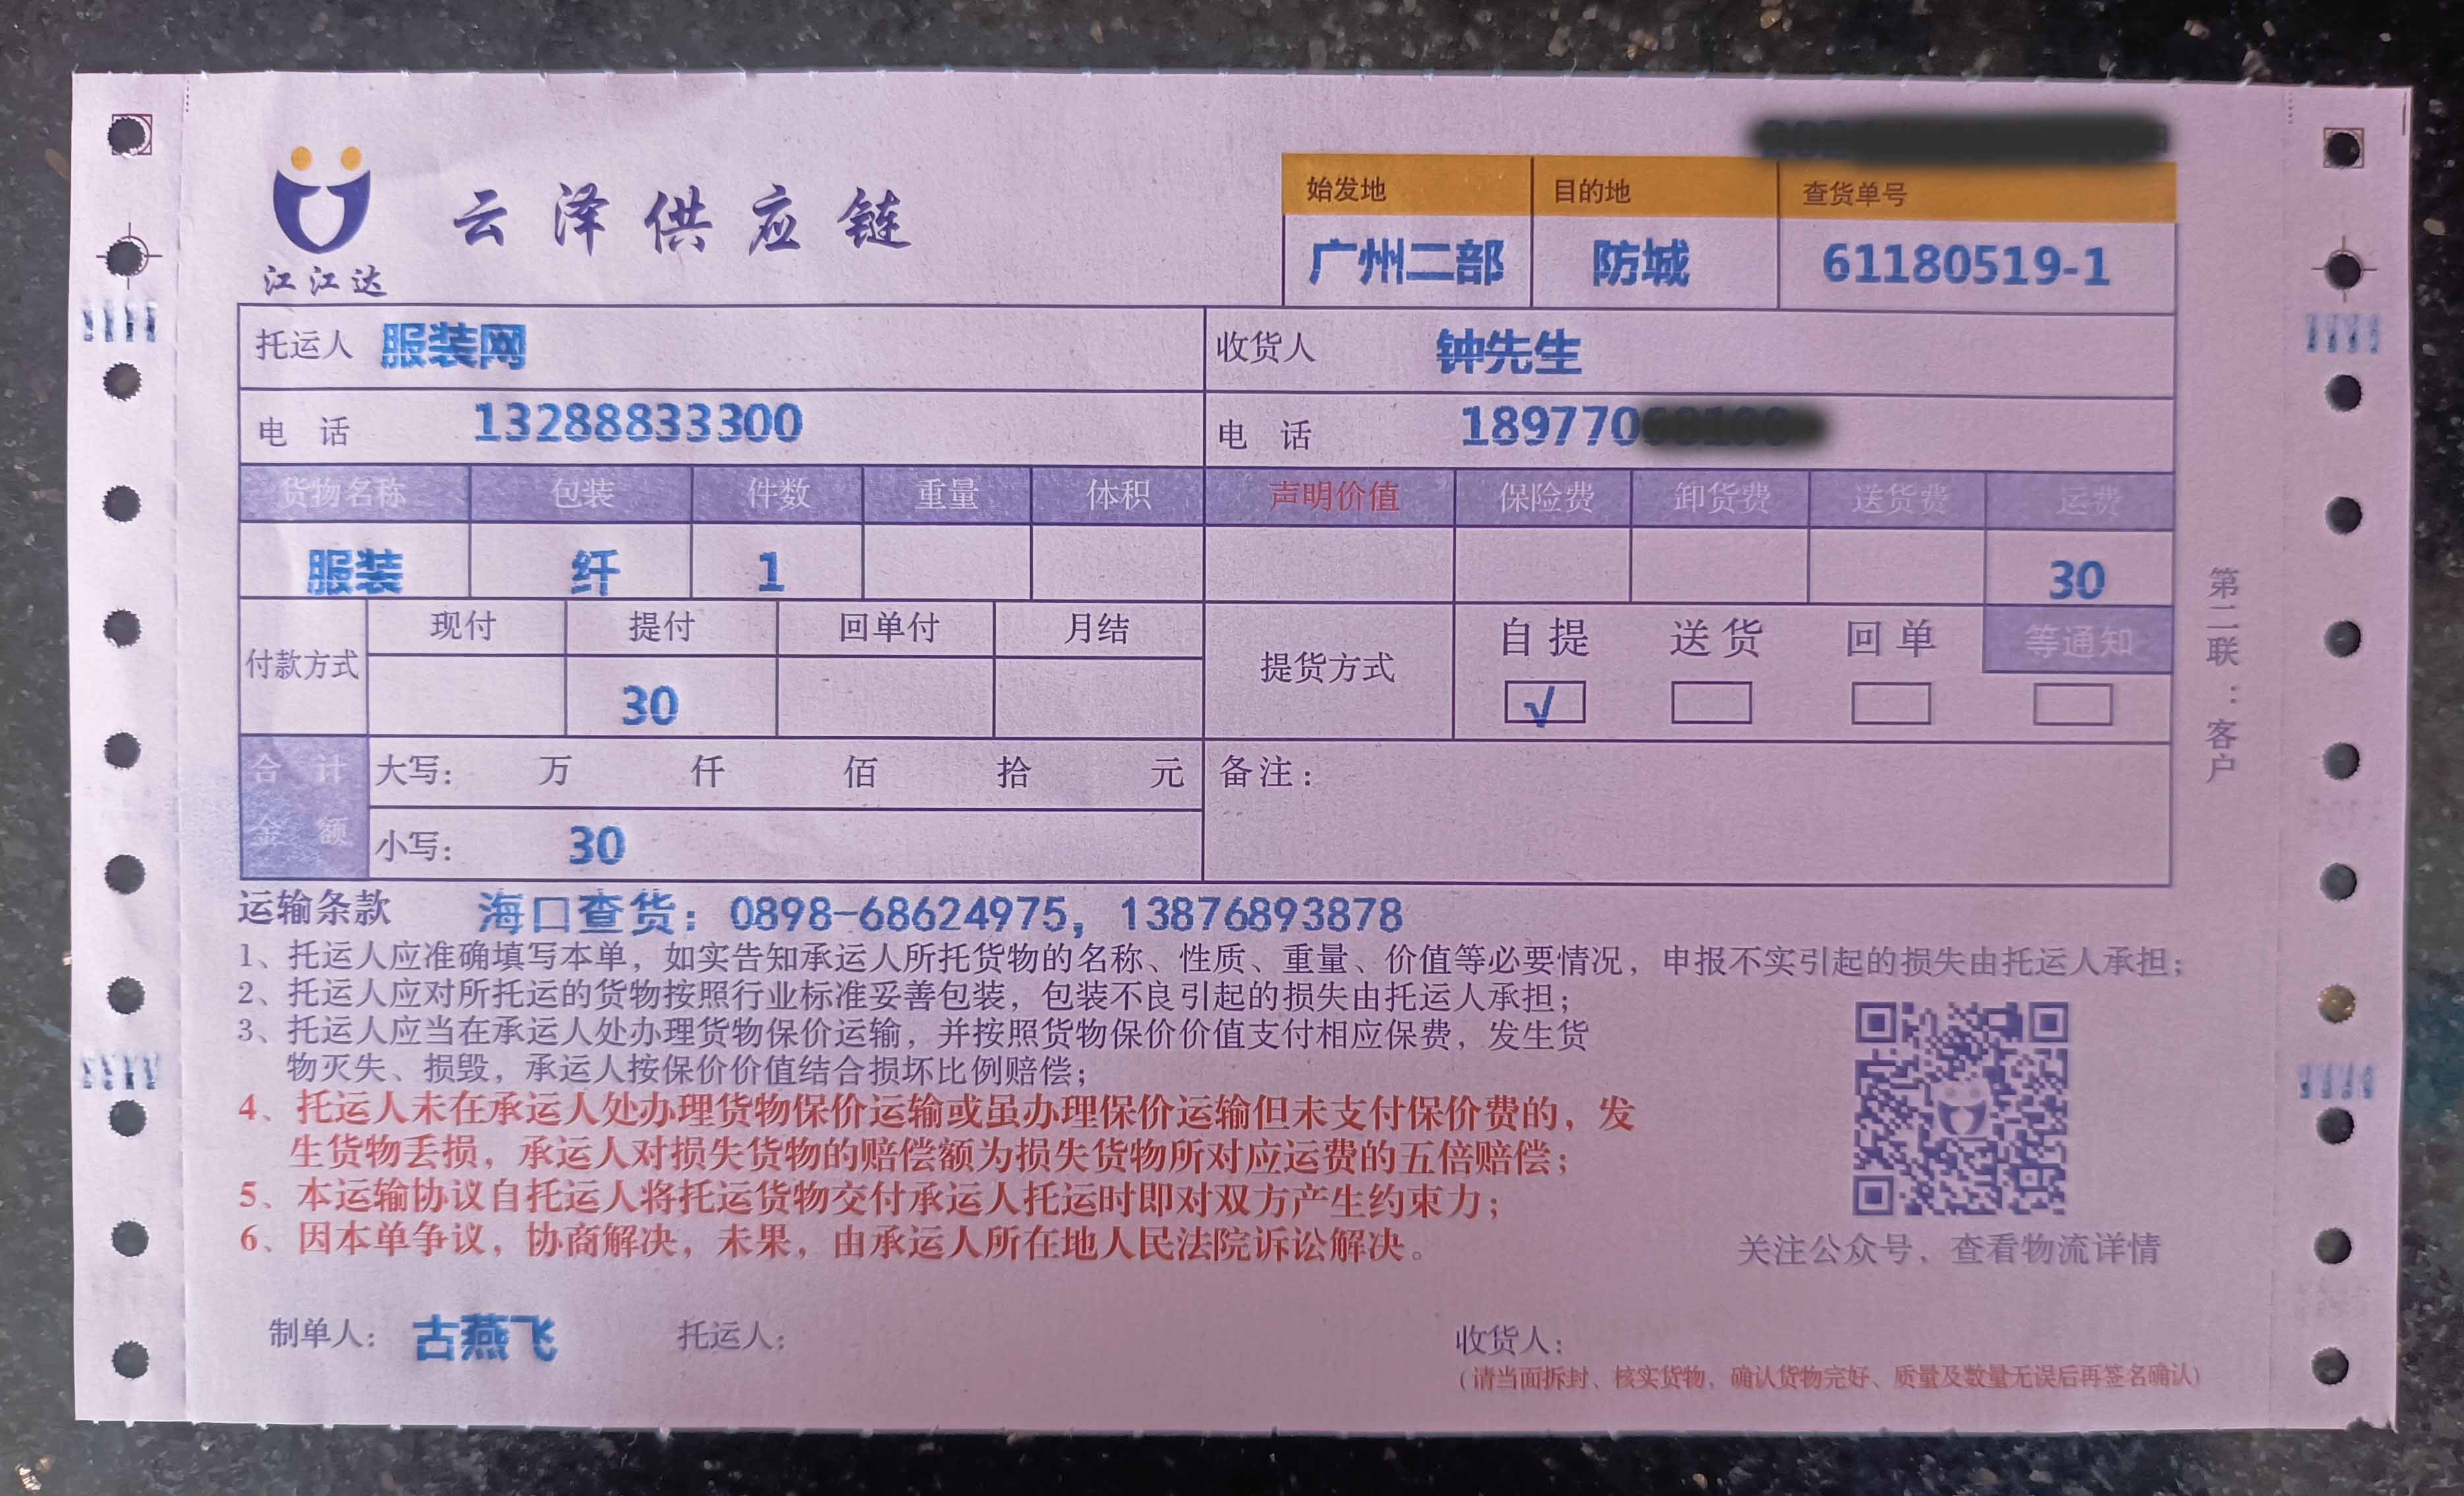 云泽供应链
江江达
始发地 目的地 查货单号
广州二部 防城 61180519-1
托运人 服装网 收货人 钟先生
电 话 13288833300 电 话 189770
货物名称 包装 件数 重量 体积 声明价值 保险费 卸货费 送货费 运费
服装 纤 1 30
付款方式 现付 提付 回单付 月结 提货方式 自提 送货 回单 等通知
30 √
合 计 大写: 万 仟 佰 拾 元 备注:
金 额 小写: 30
第二联:客户
运输条款 海口查货: 0898-68624975, 13876893878
1、托运人应准确填写本单，如实告知承运人所托货物的名称、性质、重量、价值等必要情况，申报不实引起的损失由托运人承担；
2、托运人应对所托运的货物按照行业标准妥善包装，包装不良引起的损失由托运人承担；
3、托运人应当在承运人处办理货物保价运输，并按照货物保价价值支付相应保费，发生货
物灭失、损毁，承运人按保价价值结合损坏比例赔偿；
4、托运人未在承运人处办理货物保价运输或虽办理保价运输但未支付保价费的，发
生货物丢损，承运人对损失货物的赔偿额为损失货物所对应运费的五倍赔偿；
5、本运输协议自托运人将托运货物交付承运人托运时即对双方产生约束力；
6、因本单争议，协商解决，未果，由承运人所在地人民法院诉讼解决。
关注公众号，查看物流详情
制单人: 古燕飞 托运人: 收货人:
(请当面拆封、核实货物，确认货物完好、质量及数量无误后再签名确认)